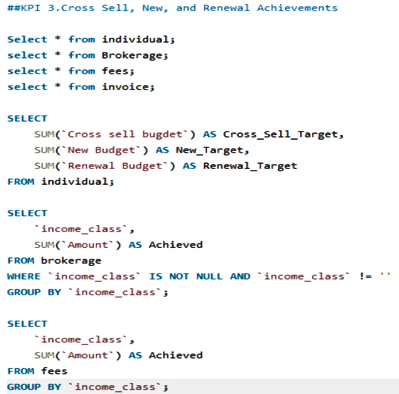 ##KPI 3.Cross Sell, New, and Renewal Achievements
Select * from individual;
select * from Brokerage;
select * from fees;
select * from invoice;
SELECT
SUM(`Cross sell bugdet`) AS Cross_Sell_Target,
SUM(`New Budget`) AS New_Target,
SUM(`Renewal Budget`) AS Renewal_Target
FROM individual;
SELECT
`income_class`,
SUM(`Amount`) AS Achieved
FROM brokerage
WHERE `income_class` IS NOT NULL AND `income_class` != ''
GROUP BY `income_class`;
SELECT
`income_class`,
SUM(`Amount`) AS Achieved
FROM fees
GROUP BY `income_class`;